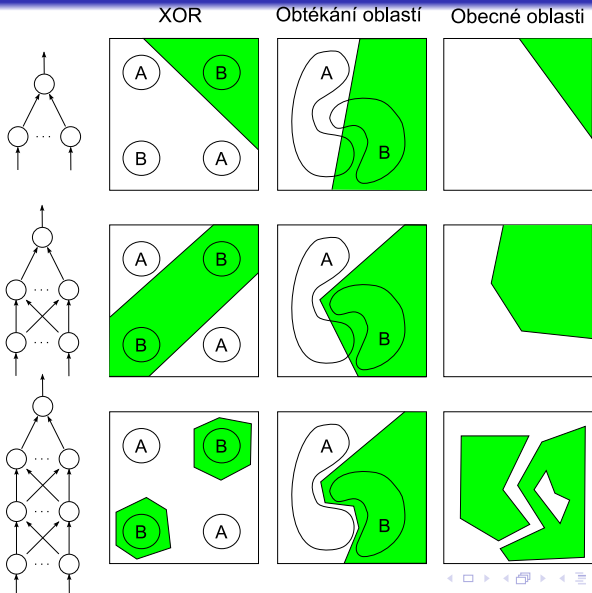 XOR Obtékání oblastí Obecné oblasti
A B A
B A B
A B A
B A B
A B A
B A B